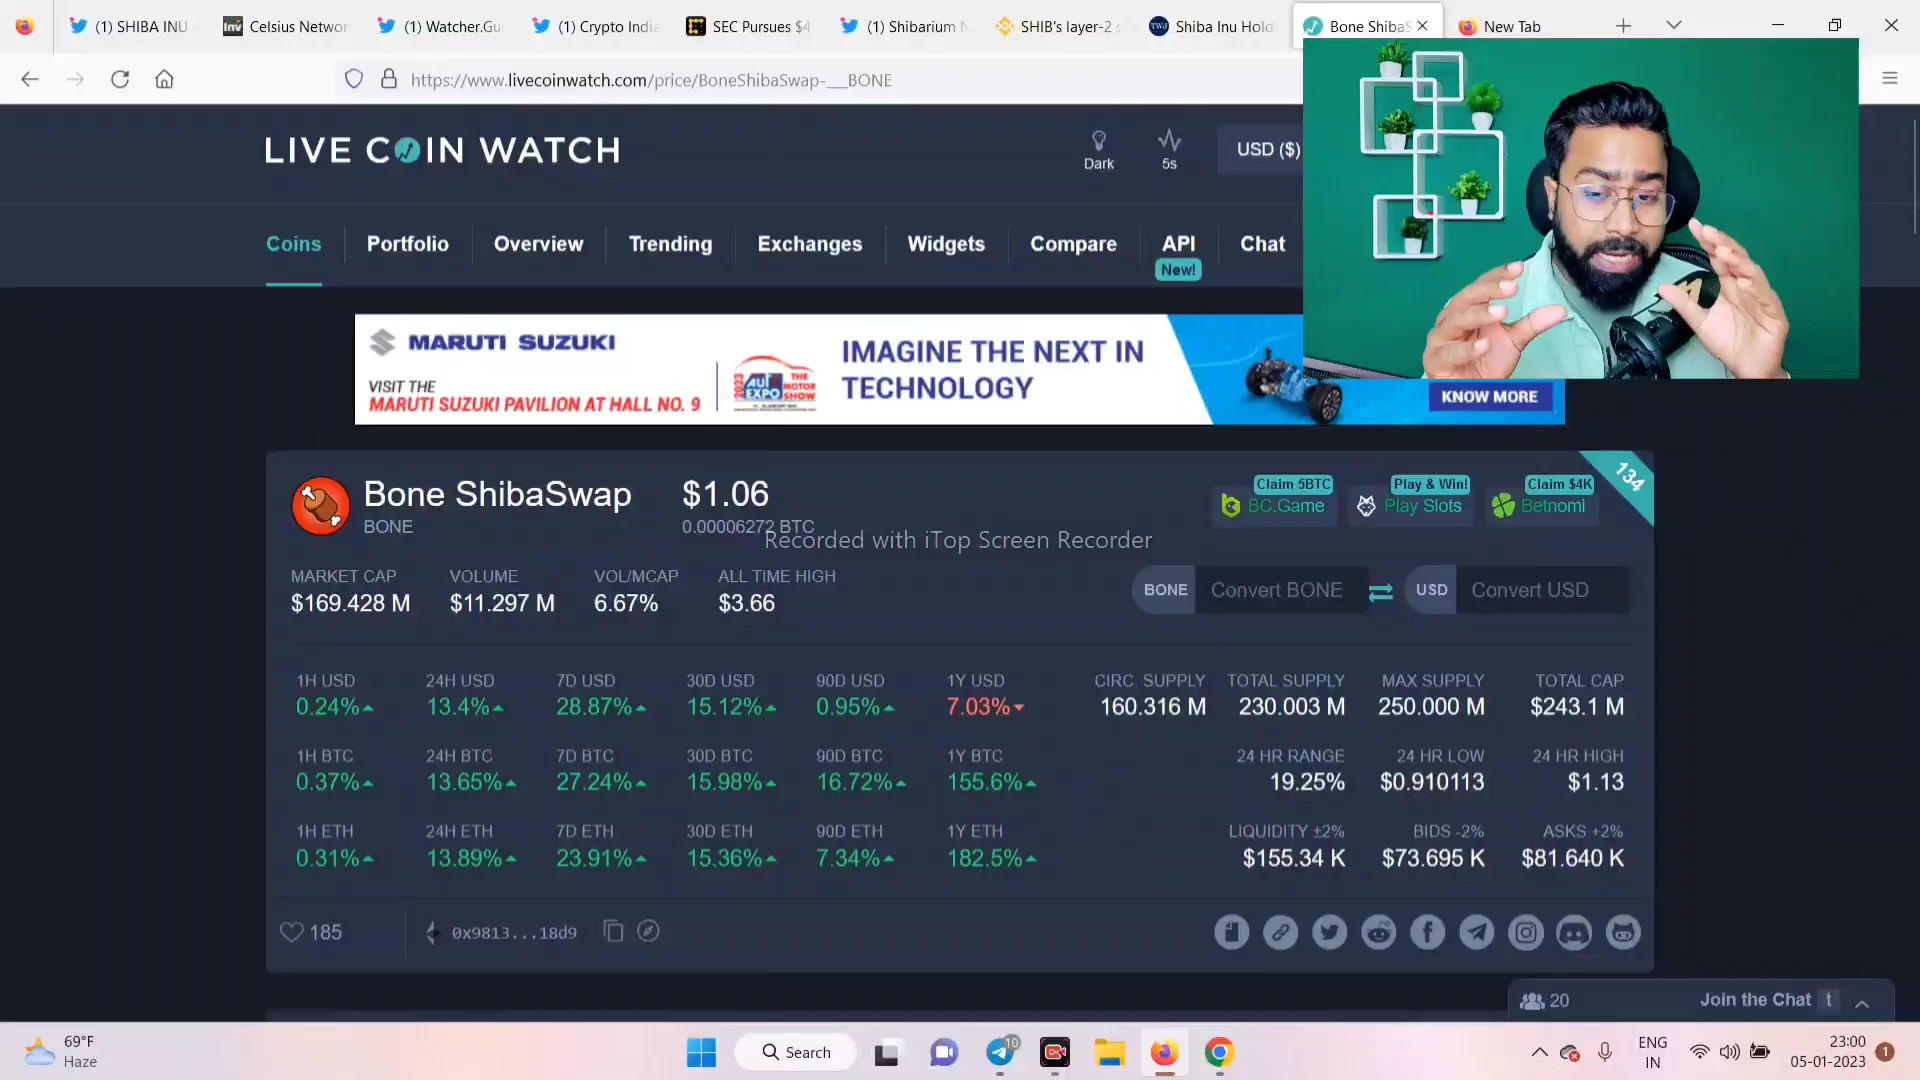 (1) SHIBA INU
Celsius Networ
(1) Watcher.Gu
(1) Crypto India
SEC Pursues $4
(1) Shibarium N
SHIB's layer-2 s
Shiba Inu Hold
Bone ShibaS
New Tab
https://www.livecoinwatch.com/price/BoneShibaSwap-___BONE
LIVE COIN WATCH
Dark
5s
USD ($)
Coins
Portfolio
Overview
Trending
Exchanges
Widgets
Compare
API
New!
Chat
MARUTI SUZUKI
VISIT THE
MARUTI SUZUKI PAVILION AT HALL NO. 9
2023 AUTO EXPO THE MOTOR SHOW
IMAGINE THE NEXT IN
TECHNOLOGY
KNOW MORE
Bone ShibaSwap
BONE
$1.06
0.00006272 BTC
Recorded with iTop Screen Recorder
Claim 5BTC
BC.Game
Play & Win!
Play Slots
Claim $4K
Betnomi
134
MARKET CAP VOLUME VOL/MCAP ALL TIME HIGH
$169.428 M $11.297 M 6.67% $3.66
BONE Convert BONE USD Convert USD
1H USD 24H USD 7D USD 30D USD 90D USD 1Y USD CIRC. SUPPLY TOTAL SUPPLY MAX SUPPLY TOTAL CAP
0.24% 13.4% 28.87% 15.12% 0.95% 7.03% 160.316 M 230.003 M 250.000 M $243.1 M
1H BTC 24H BTC 7D BTC 30D BTC 90D BTC 1Y BTC 24 HR RANGE 24 HR LOW 24 HR HIGH
0.37% 13.65% 27.24% 15.98% 16.72% 155.6% 19.25% $0.910113 $1.13
1H ETH 24H ETH 7D ETH 30D ETH 90D ETH 1Y ETH LIQUIDITY ±2% BIDS -2% ASKS +2%
0.31% 13.89% 23.91% 15.36% 7.34% 182.5% $155.34 K $73.695 K $81.640 K
185
0x9813...18d9
20
Join the Chat t
69°F
Haze
Search
10
ENG
IN
23:00
05-01-2023
1